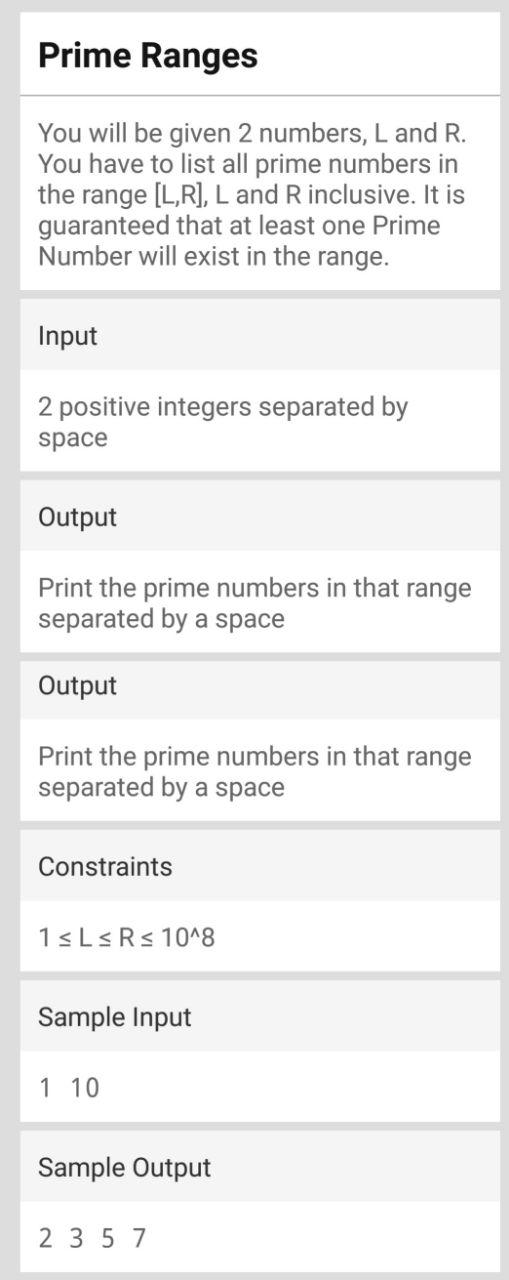 Prime Ranges
You will be given 2 numbers, L and R.
You have to list all prime numbers in
the range [L,R], L and R inclusive. It is
guaranteed that at least one Prime
Number will exist in the range.
Input
2 positive integers separated by
space
Output
Print the prime numbers in that range
separated by a space
Output
Print the prime numbers in that range
separated by a space
Constraints
1 ≤ L ≤ R ≤ 10^8
Sample Input
1 10
Sample Output
2 3 5 7